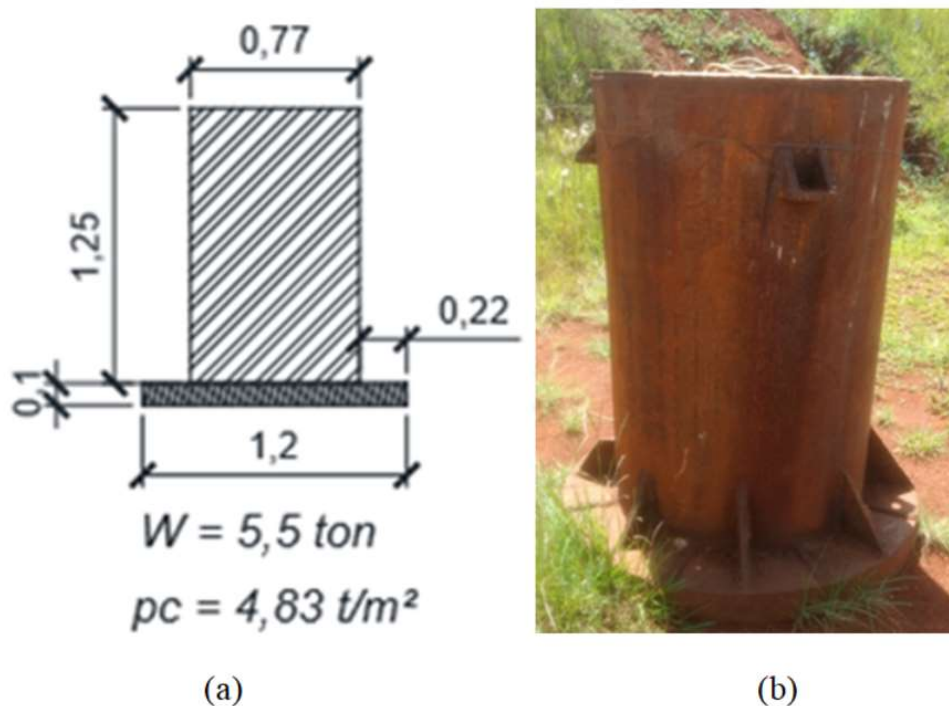 0,77
1,25
0,22
0,1
1,2
W = 5,5 ton
pc = 4,83 t/m²
(a)
(b)